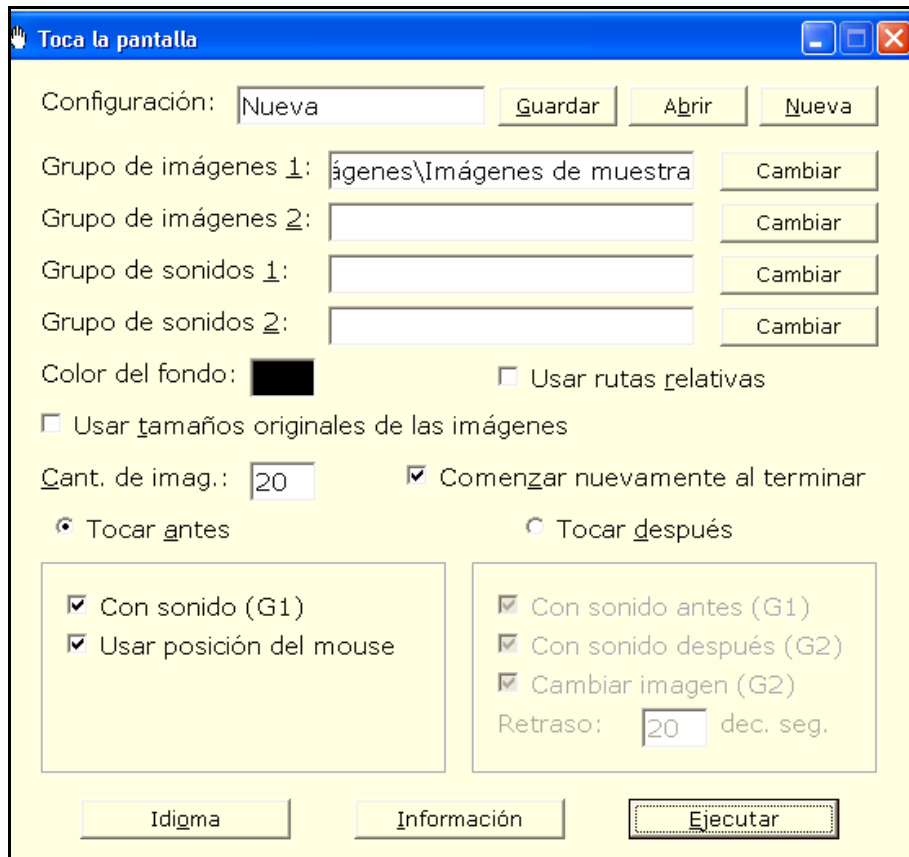 Toca la pantalla
Configuración: Nueva Guardar Abrir Nueva
Grupo de imágenes 1: ágenes\Imágenes de muestra Cambiar
Grupo de imágenes 2: Cambiar
Grupo de sonidos 1: Cambiar
Grupo de sonidos 2: Cambiar
Color del fondo: Usar rutas relativas
Usar tamaños originales de las imágenes
Cant. de imag.: 20 Comenzar nuevamente al terminar
Tocar antes Tocar después
Con sonido (G1) Con sonido antes (G1)
Usar posición del mouse Con sonido después (G2)
Cambiar imagen (G2)
Retraso: 20 dec. seg.
Idioma Información Ejecutar